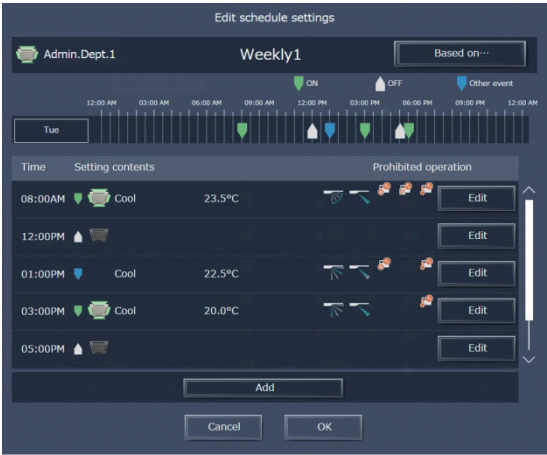 Edit schedule settings
Admin.Dept.1 Weekly1 Based on⋯
ON OFF Other event
12:00 AM 03:00 AM 06:00 AM 09:00 AM 12:00 PM 03:00 PM 06:00 PM 09:00 PM 12:00 AM
Tue
Time Setting contents Prohibited operation
08:00AM Cool 23.5°C Edit
12:00PM Edit
01:00PM Cool 22.5°C Edit
03:00PM Cool 20.0°C Edit
05:00PM Edit
Add
Cancel OK